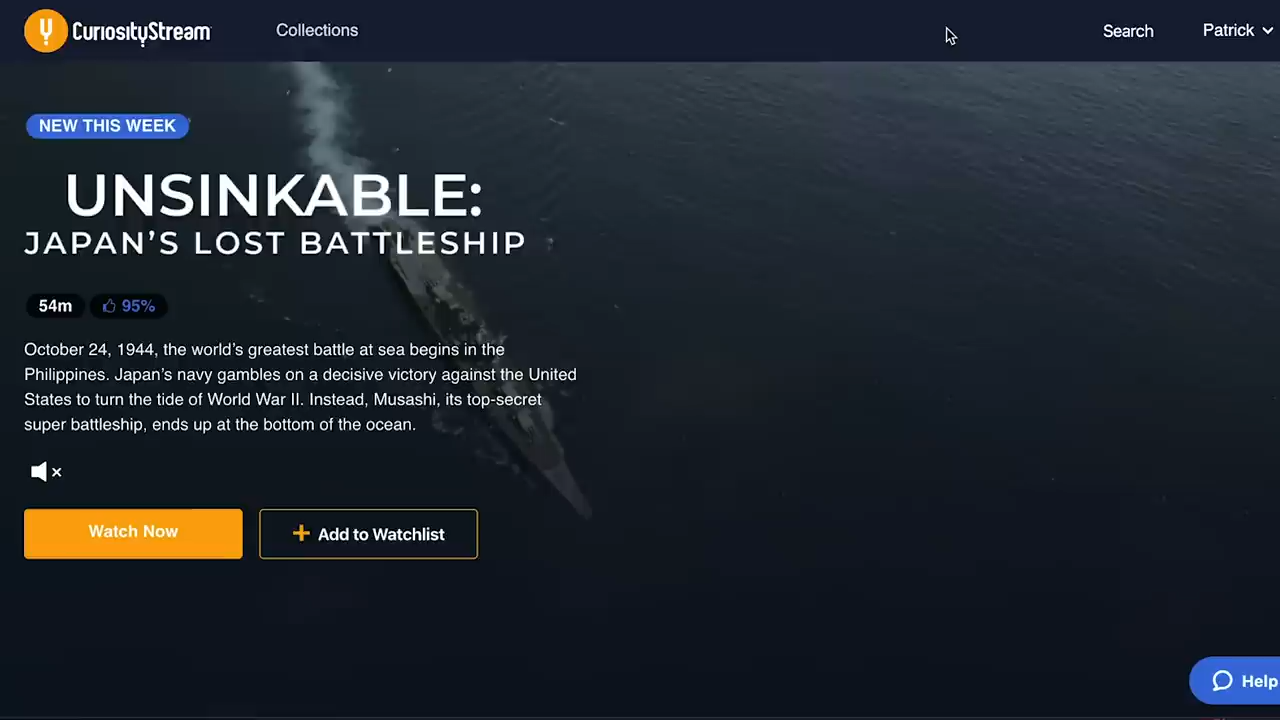 CURIOSITYSTREAM
Collections
Search
Patrick
NEW THIS WEEK
UNSINKABLE:
JAPAN'S LOST BATTLESHIP
54m
95%
October 24, 1944, the world's greatest battle at sea begins in the
Philippines. Japan's navy gambles on a decisive victory against the United
States to turn the tide of World War II. Instead, Musashi, its top-secret
super battleship, ends up at the bottom of the ocean.
Watch Now
Add to Watchlist
Help